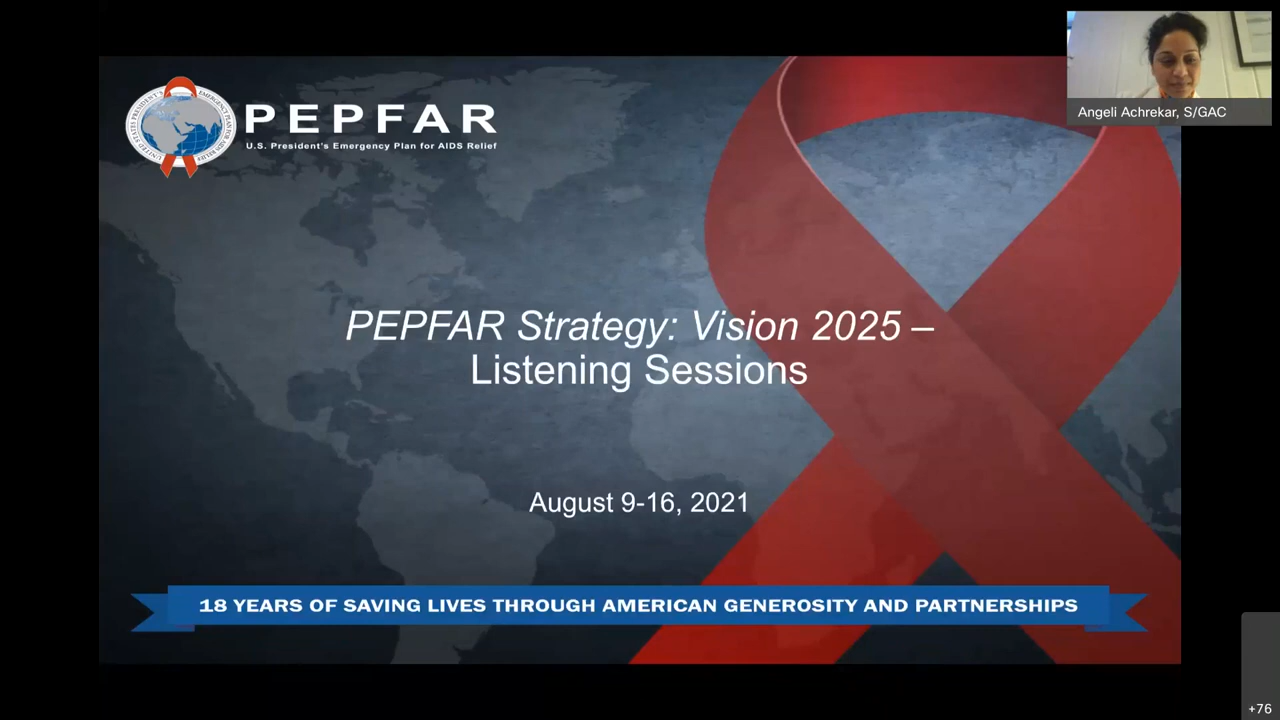 PEPFAR
U.S. President's Emergency Plan for AIDS Relief
Angeli Achrekar, S/GAC
PEPFAR Strategy: Vision 2025 –
Listening Sessions
August 9-16, 2021
18 YEARS OF SAVING LIVES THROUGH AMERICAN GENEROSITY AND PARTNERSHIPS
+76